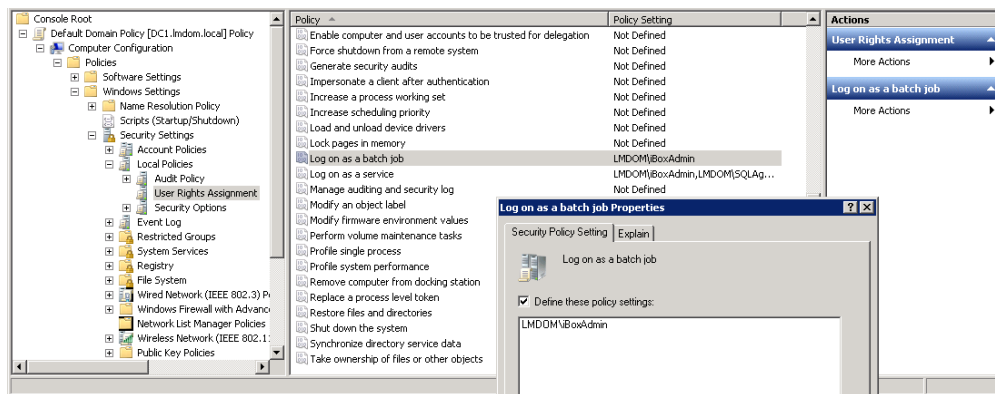 Console Root
Default Domain Policy [DC1.lmdom.local] Policy
Computer Configuration
Policies
Software Settings
Windows Settings
Name Resolution Policy
Scripts (Startup/Shutdown)
Security Settings
Account Policies
Local Policies
Audit Policy
User Rights Assignment
Security Options
Event Log
Restricted Groups
System Services
Registry
File System
Wired Network (IEEE 802.3) P
Windows Firewall with Advanc
Network List Manager Policies
Wireless Network (IEEE 802.1
Public Key Policies
Policy Policy Setting
Enable computer and user accounts to be trusted for delegation Not Defined
Force shutdown from a remote system Not Defined
Generate security audits Not Defined
Impersonate a client after authentication Not Defined
Increase a process working set Not Defined
Increase scheduling priority Not Defined
Load and unload device drivers Not Defined
Lock pages in memory Not Defined
Log on as a batch job LMDOM\iBoxAdmin
Log on as a service LMDOM\iBoxAdmin,LMDOM\SQLAg...
Manage auditing and security log Not Defined
Modify an object label
Modify firmware environment values
Perform volume maintenance tasks
Profile single process
Profile system performance
Remove computer from docking station
Replace a process level token
Restore files and directories
Shut down the system
Synchronize directory service data
Take ownership of files or other objects
Log on as a batch job Properties
Security Policy Setting Explain
Log on as a batch job
Define these policy settings:
LMDOM\iBoxAdmin
Actions
User Rights Assignment
More Actions
Log on as a batch job
More Actions